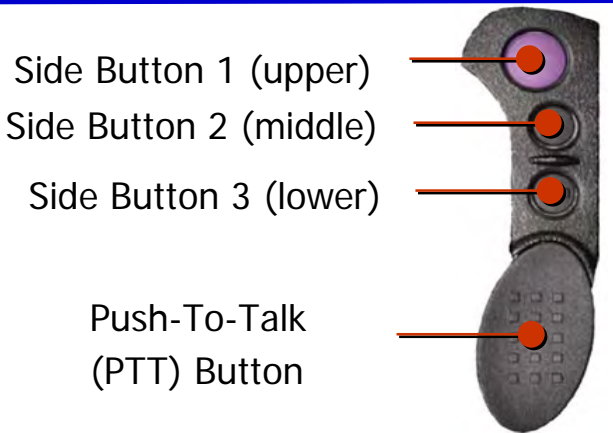 Side Button 1 (upper)
Side Button 2 (middle)
Side Button 3 (lower)
Push-To-Talk
(PTT) Button